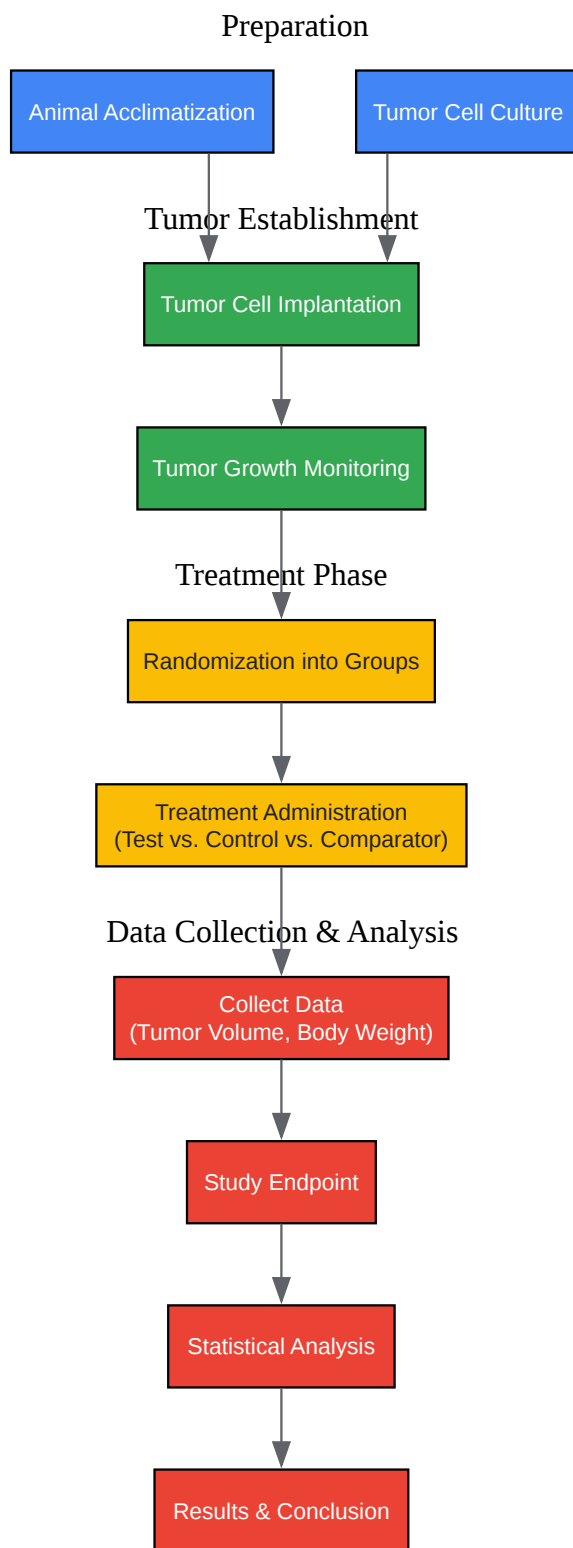 Preparation
Animal Acclimatization
Tumor Cell Culture
Tumor Establishment
Tumor Cell Implantation
Tumor Growth Monitoring
Treatment Phase
Randomization into Groups
Treatment Administration
(Test vs. Control vs. Comparator)
Data Collection & Analysis
Collect Data
(Tumor Volume, Body Weight)
Study Endpoint
Statistical Analysis
Results & Conclusion